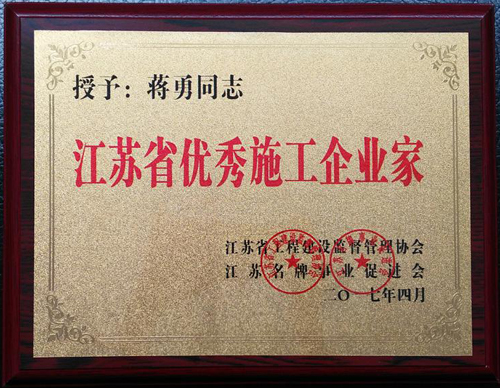 授予：蒋勇同志
江苏省优秀施工企业家
江苏省工程建设监督管理协会
江苏名牌事业促进会
二〇一七年四月